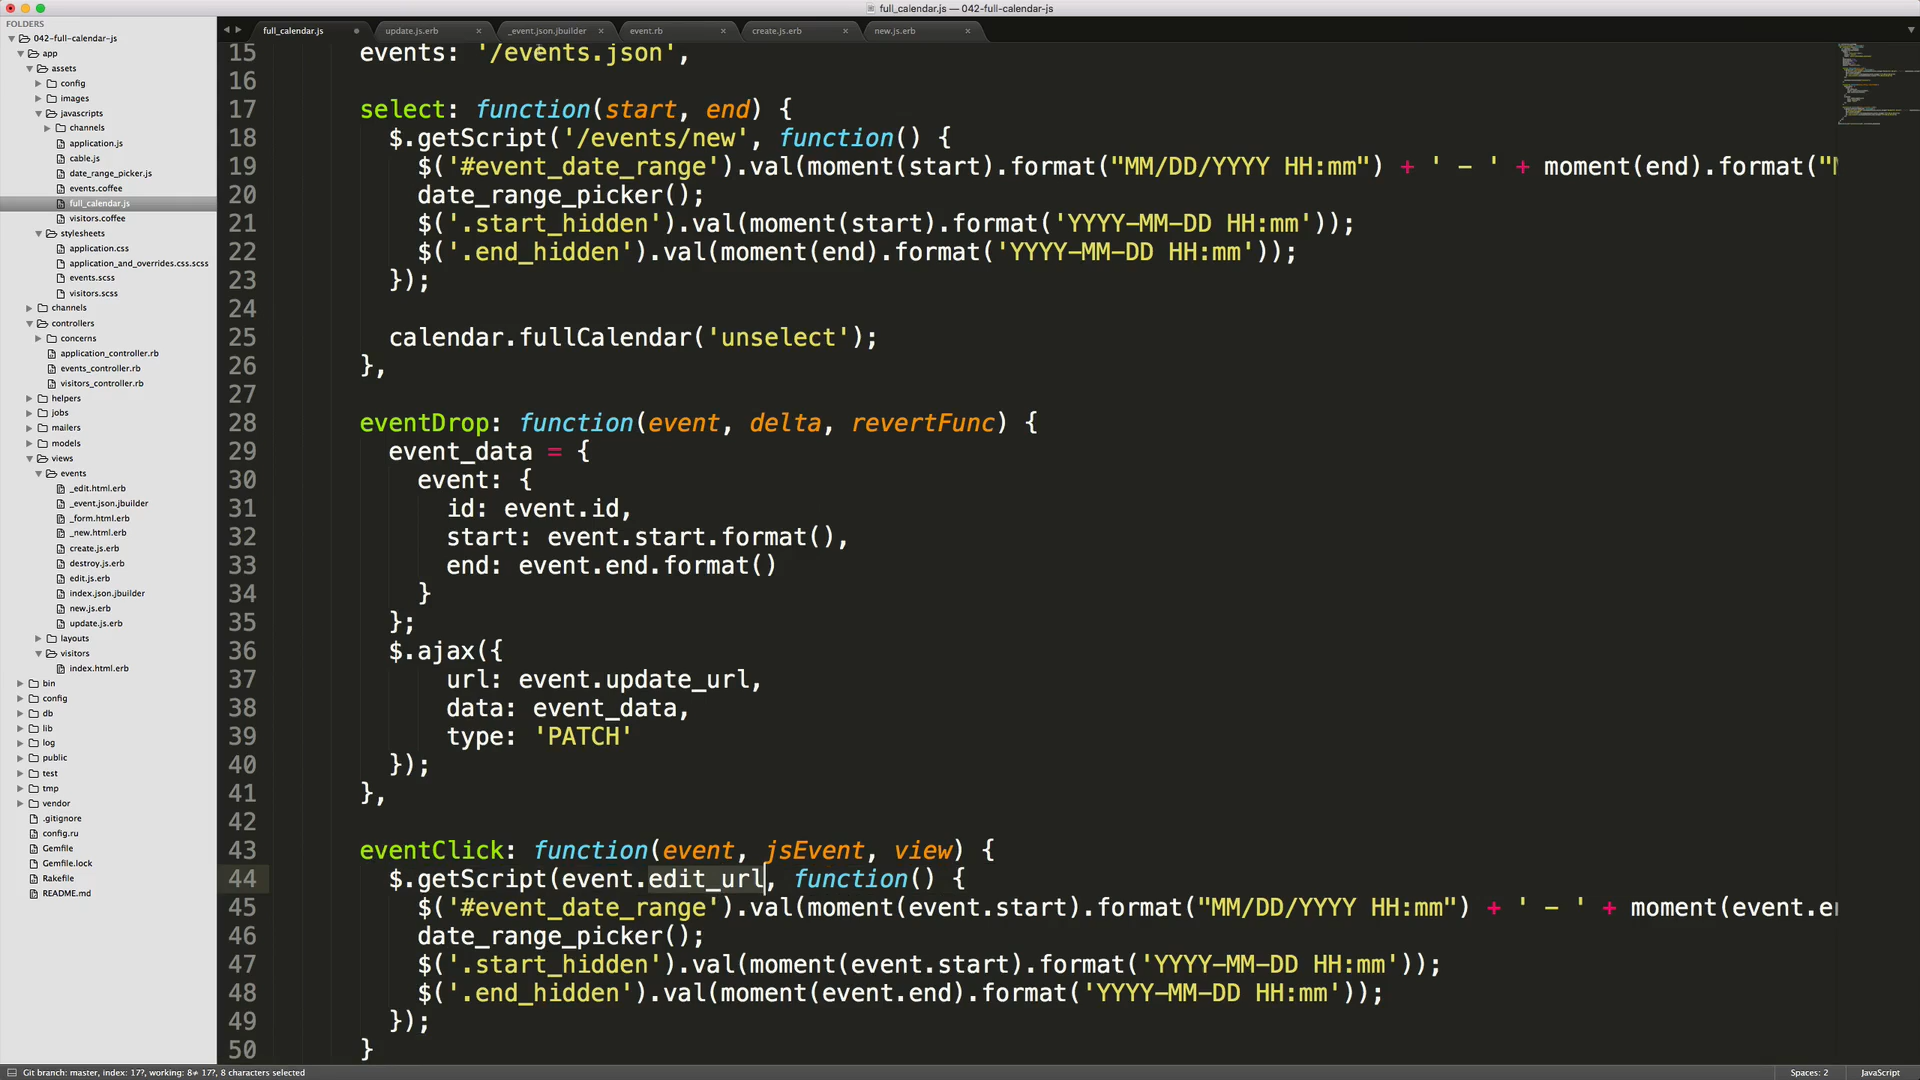 full_calendar.js — 042-full-calendar-js
FOLDERS
042-full-calendar-js
app
assets
config
images
javascripts
channels
application.js
cable.js
date_range_picker.js
events.coffee
full_calendar.js
visitors.coffee
stylesheets
application.css
application_and_overrides.css.scss
events.scss
visitors.scss
channels
controllers
concerns
application_controller.rb
events_controller.rb
visitors_controller.rb
helpers
jobs
mailers
models
views
events
_edit.html.erb
_event.json.jbuilder
_form.html.erb
_new.html.erb
create.js.erb
destroy.js.erb
edit.js.erb
index.json.jbuilder
new.js.erb
update.js.erb
layouts
visitors
index.html.erb
bin
config
db
lib
log
public
test
tmp
vendor
.gitignore
config.ru
Gemfile
Gemfile.lock
Rakefile
README.md
full_calendar.js
update.js.erb
_event.json.jbuilder
event.rb
create.js.erb
new.js.erb
15 events: '/events.json',
16
17 select: function(start, end) {
18 $.getScript('/events/new', function() {
19 $('#event_date_range').val(moment(start).format("MM/DD/YYYY HH:mm") + ' - ' + moment(end).format("M
20 date_range_picker();
21 $('.start_hidden').val(moment(start).format('YYYY-MM-DD HH:mm'));
22 $('.end_hidden').val(moment(end).format('YYYY-MM-DD HH:mm'));
23 });
24
25 calendar.fullCalendar('unselect');
26 },
27
28 eventDrop: function(event, delta, revertFunc) {
29 event_data = {
30 event: {
31 id: event.id,
32 start: event.start.format(),
33 end: event.end.format()
34 }
35 };
36 $.ajax({
37 url: event.update_url,
38 data: event_data,
39 type: 'PATCH'
40 });
41 },
42
43 eventClick: function(event, jsEvent, view) {
44 $.getScript(event.edit_url, function() {
45 $('#event_date_range').val(moment(event.start).format("MM/DD/YYYY HH:mm") + ' - ' + moment(event.en
46 date_range_picker();
47 $('.start_hidden').val(moment(event.start).format('YYYY-MM-DD HH:mm'));
48 $('.end_hidden').val(moment(event.end).format('YYYY-MM-DD HH:mm'));
49 });
50 }
Git branch: master, index: 17?, working: 8≠ 17?, 8 characters selected
Spaces: 2
JavaScript